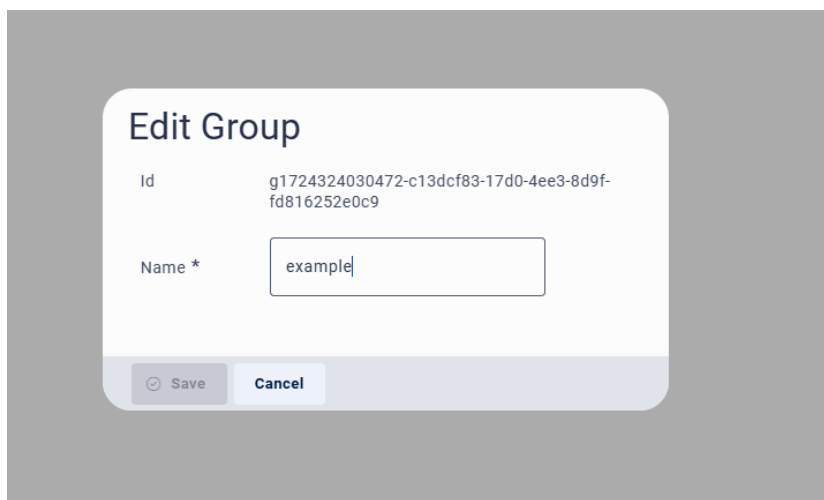 Edit Group
Id
g1724324030472-c13dcf83-17d0-4ee3-8d9f-
fd816252e0c9
Name *
example
Save
Cancel